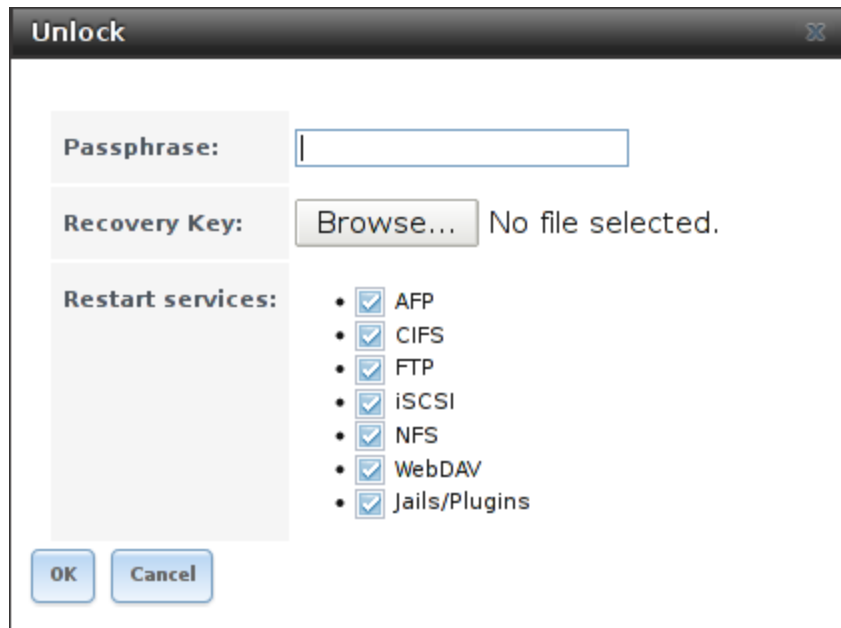 Unlock
Passphrase:
Recovery Key: Browse... No file selected.
Restart services:
• AFP
• CIFS
• FTP
• iSCSI
• NFS
• WebDAV
• Jails/Plugins
OK Cancel